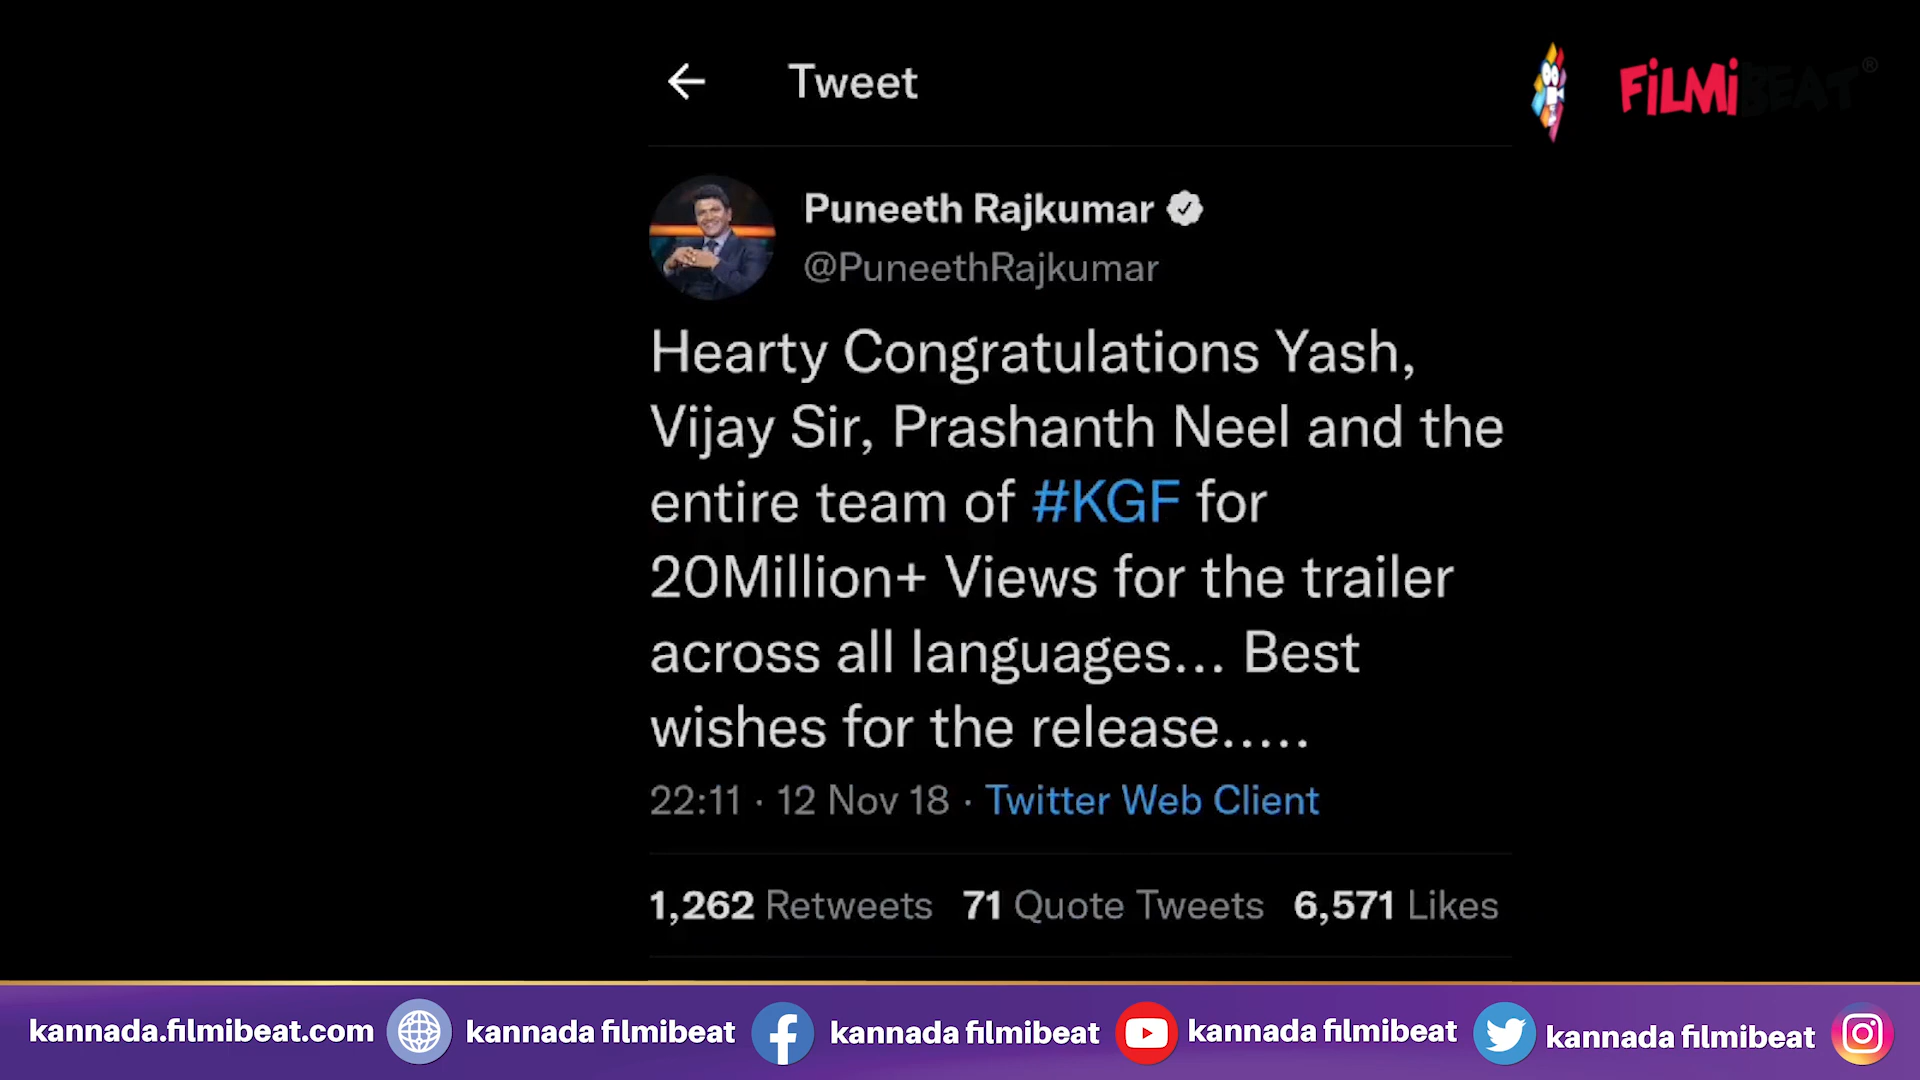 Tweet
FiLMiBEAT®
Puneeth Rajkumar
@PuneethRajkumar
Hearty Congratulations Yash,
Vijay Sir, Prashanth Neel and the
entire team of #KGF for
20Million+ Views for the trailer
across all languages... Best
wishes for the release.....
22:11 · 12 Nov 18 · Twitter Web Client
1,262 Retweets 71 Quote Tweets 6,571 Likes
kannada.filmibeat.com kannada filmibeat kannada filmibeat kannada filmibeat kannada filmibeat